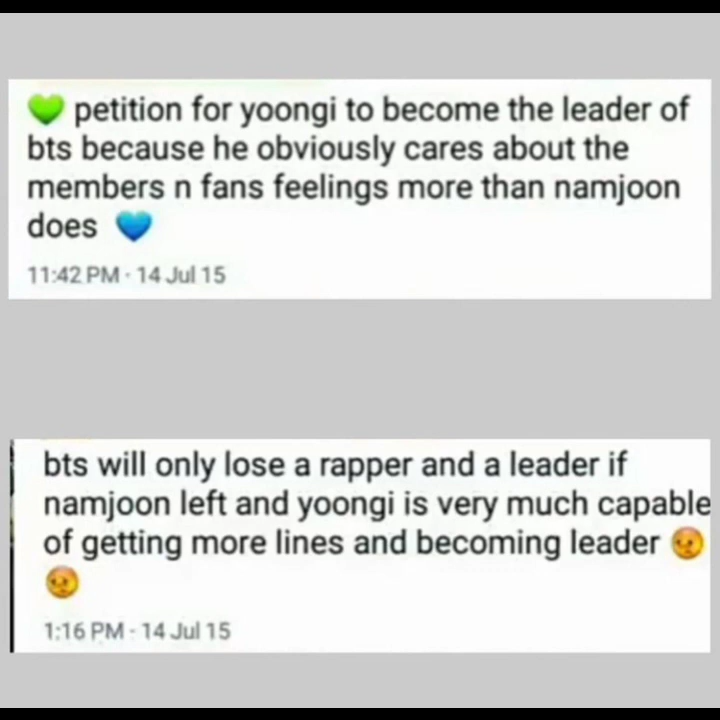 💚 petition for yoongi to become the leader of
bts because he obviously cares about the
members n fans feelings more than namjoon
does 💙
11:42 PM · 14 Jul 15
bts will only lose a rapper and a leader if
namjoon left and yoongi is very much capable
of getting more lines and becoming leader 😠
😠
1:16 PM · 14 Jul 15